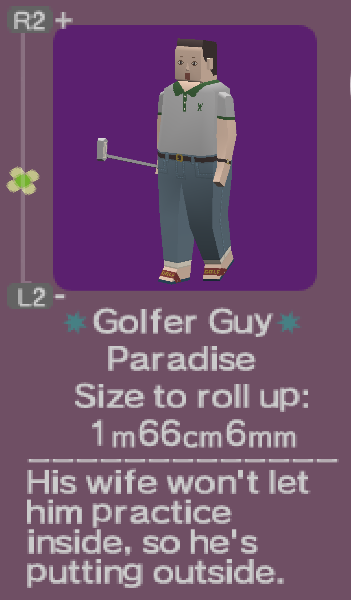 R2 +
L2 -
Golfer Guy
Paradise
Size to roll up:
1m66cm6mm
His wife won't let
him practice
inside, so he's
putting outside.